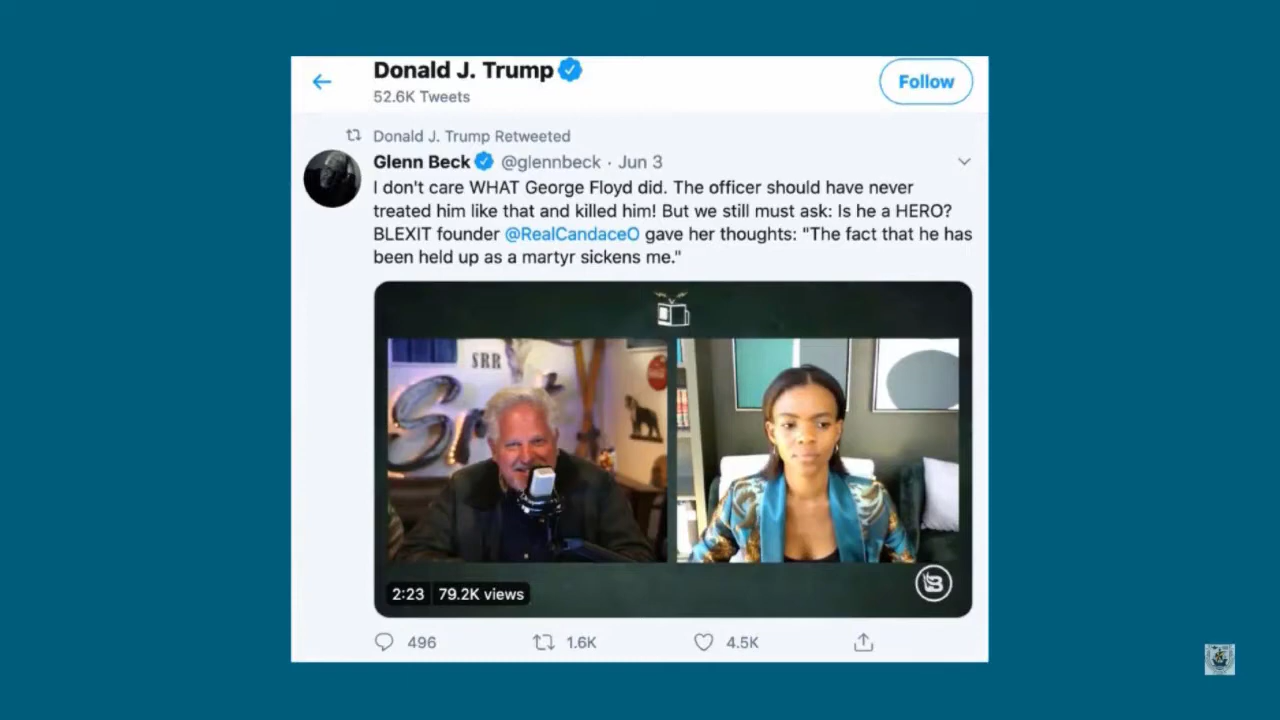 Donald J. Trump
52.6K Tweets
Follow
Donald J. Trump Retweeted
Glenn Beck @glennbeck · Jun 3
I don't care WHAT George Floyd did. The officer should have never
treated him like that and killed him! But we still must ask: Is he a HERO?
BLEXIT founder @RealCandaceO gave her thoughts: "The fact that he has
been held up as a martyr sickens me."
SRR
2:23 79.2K views
496 1.6K 4.5K